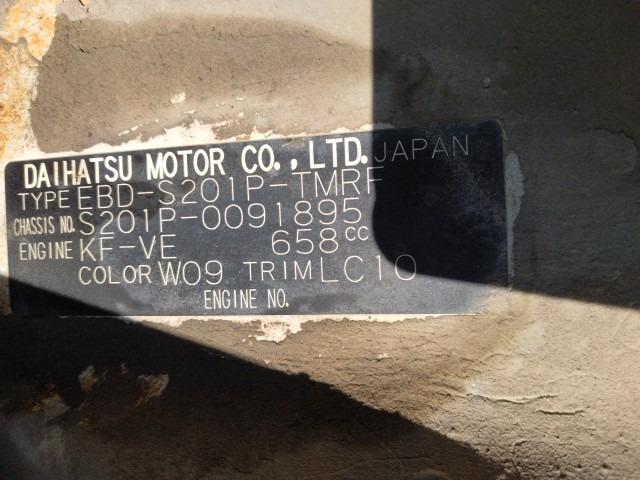 DAIHATSU MOTOR CO., LTD. JAPAN
TYPE EBD-S201P-TMRF
CHASSIS NO. S201P-0091895
ENGINE KF-VE 658cc
COLOR W09 TRIM LC10
ENGINE NO.